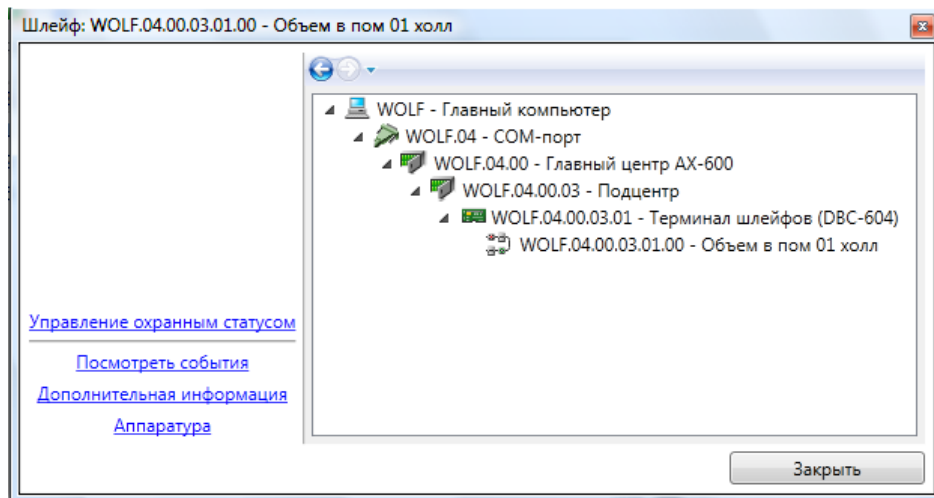 Шлейф: WOLF.04.00.03.01.00 - Объем в пом 01 холл
WOLF - Главный компьютер
WOLF.04 - COM-порт
WOLF.04.00 - Главный центр AX-600
WOLF.04.00.03 - Подцентр
WOLF.04.00.03.01 - Терминал шлейфов (DBC-604)
WOLF.04.00.03.01.00 - Объем в пом 01 холл
Управление охранным статусом
Посмотреть события
Дополнительная информация
Аппаратура
Закрыть